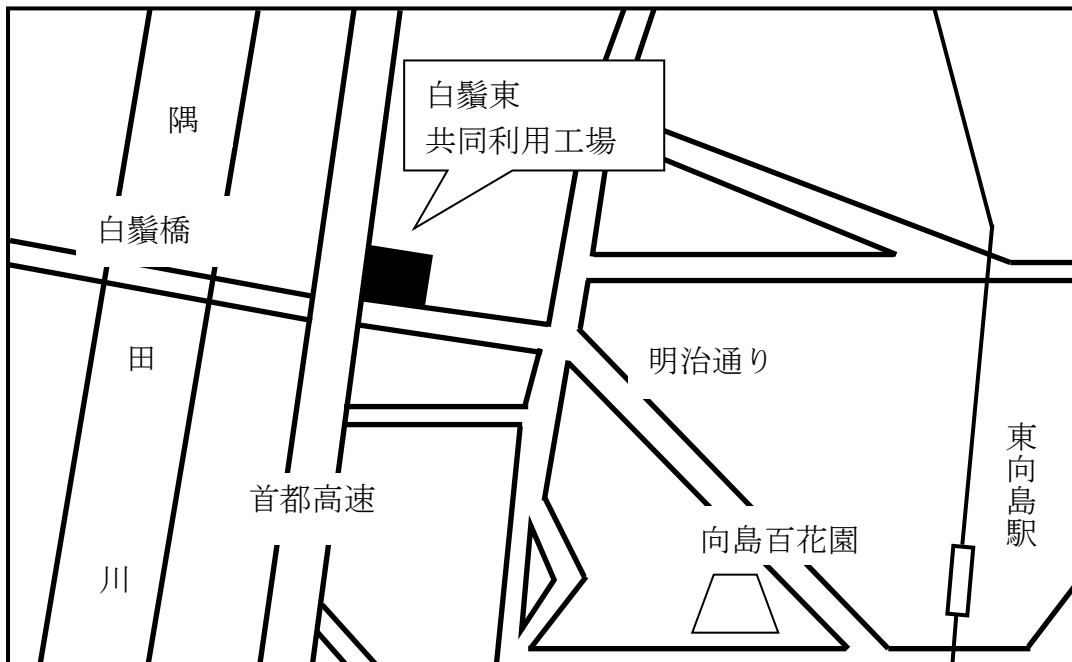 白鬚東
共同利用工場
隅田川
白鬚橋
明治通り
首都高速
向島百花園
東向島駅